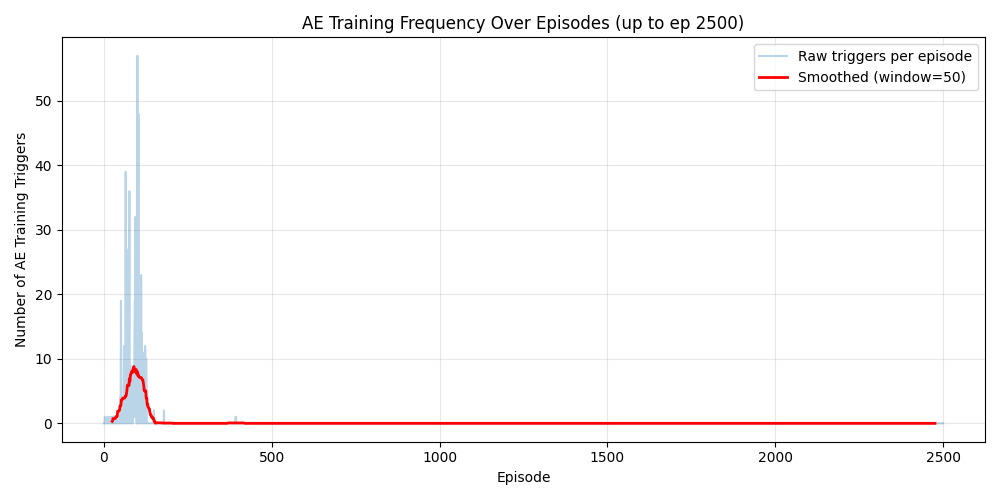 AE Training Frequency Over Episodes (up to ep 2500)
Raw triggers per episode
Smoothed (window=50)
Number of AE Training Triggers
50
40
30
20
10
0
0 500 1000 1500 2000 2500
Episode